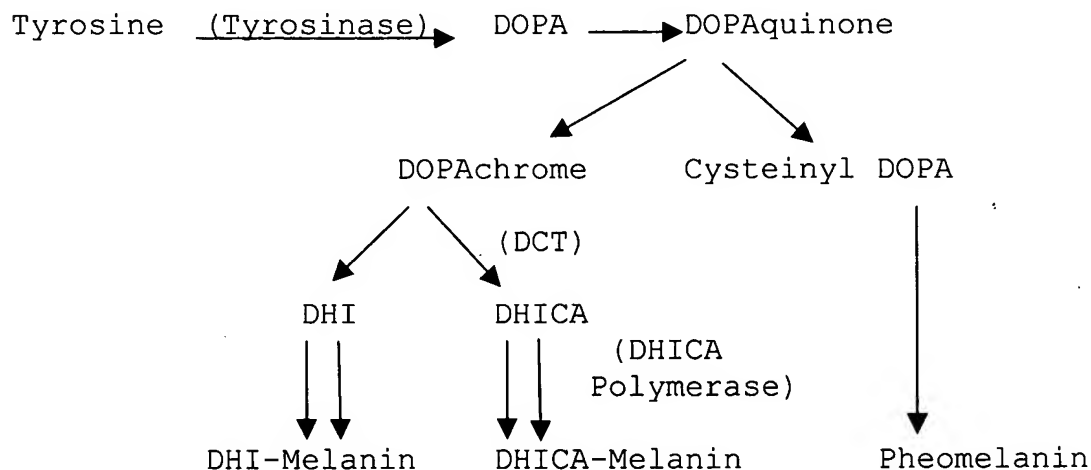 Tyrosine (Tyrosinase) DOPA DOPAquinone
DOPAchrome Cysteinyl DOPA
(DCT)
DHI DHICA
(DHICA
Polymerase)
DHI-Melanin DHICA-Melanin Pheomelanin